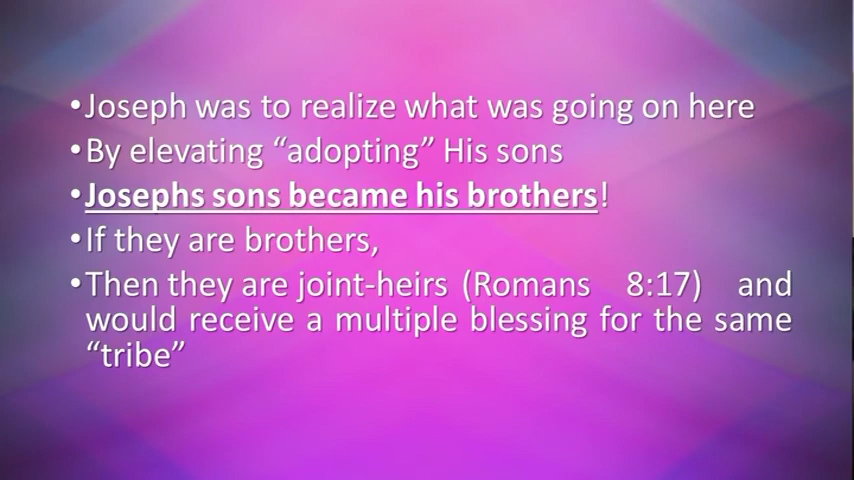 •Joseph was to realize what was going on here
•By elevating “adopting” His sons
•Josephs sons became his brothers!
•If they are brothers,
•Then they are joint-heirs (Romans 8:17) and
would receive a multiple blessing for the same
“tribe”